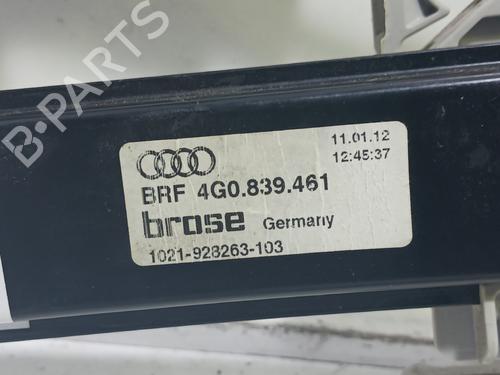 B-PARTS
11.01.12
12:45:37
BRF 4G0.839.461
brose Germany
1021-928263-103